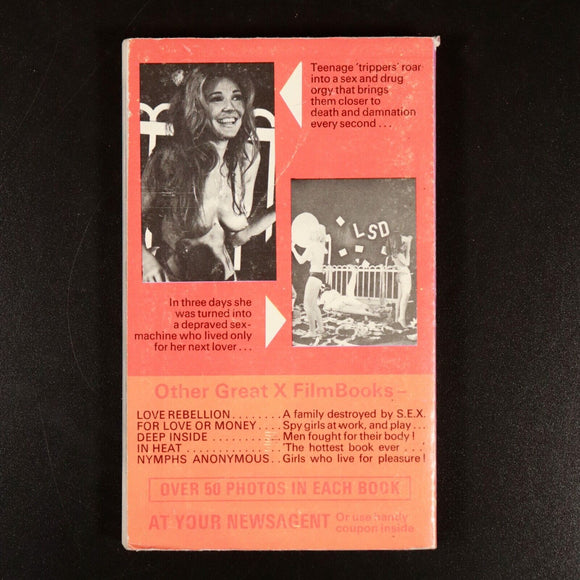 Teenage 'trippers' roar
into a sex and drug
orgy that brings
them closer to
death and damnation
every second ...
LSD
In three days she
was turned into
a depraved sex-
machine who lived only
for her next lover ...
Other Great X FilmBooks –
LOVE REBELLION ........ A family destroyed by S.E.X.
FOR LOVE OR MONEY .... Spy girls at work, and play ...
DEEP INSIDE ........... Men fought for their body !
IN HEAT .............. 'The hottest book ever ...'
NYMPHS ANONYMOUS .. Girls who live for pleasure !
OVER 50 PHOTOS IN EACH BOOK
AT YOUR NEWSAGENT Or use handy
coupon inside